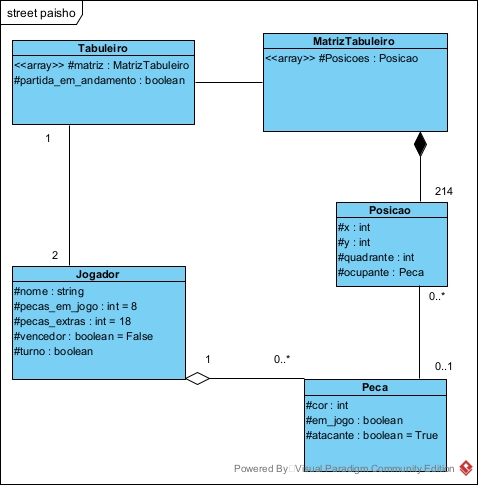 street paisho
Tabuleiro
<<array>> #matriz : MatrizTabuleiro
#partida_em_andamento : boolean
MatrizTabuleiro
<<array>> #Posicoes : Posicao
1
2
214
Posicao
#x : int
#y : int
#quadrante : int
#ocupante : Peca
Jogador
#nome : string
#pecas_em_jogo : int = 8
#pecas_extras : int = 18
#vencedor : boolean = False
#turno : boolean
0..*
0..1
1
0..*
Peca
#cor : int
#em_jogo : boolean
#atacante : boolean = True
Powered By Visual Paradigm Community Edition